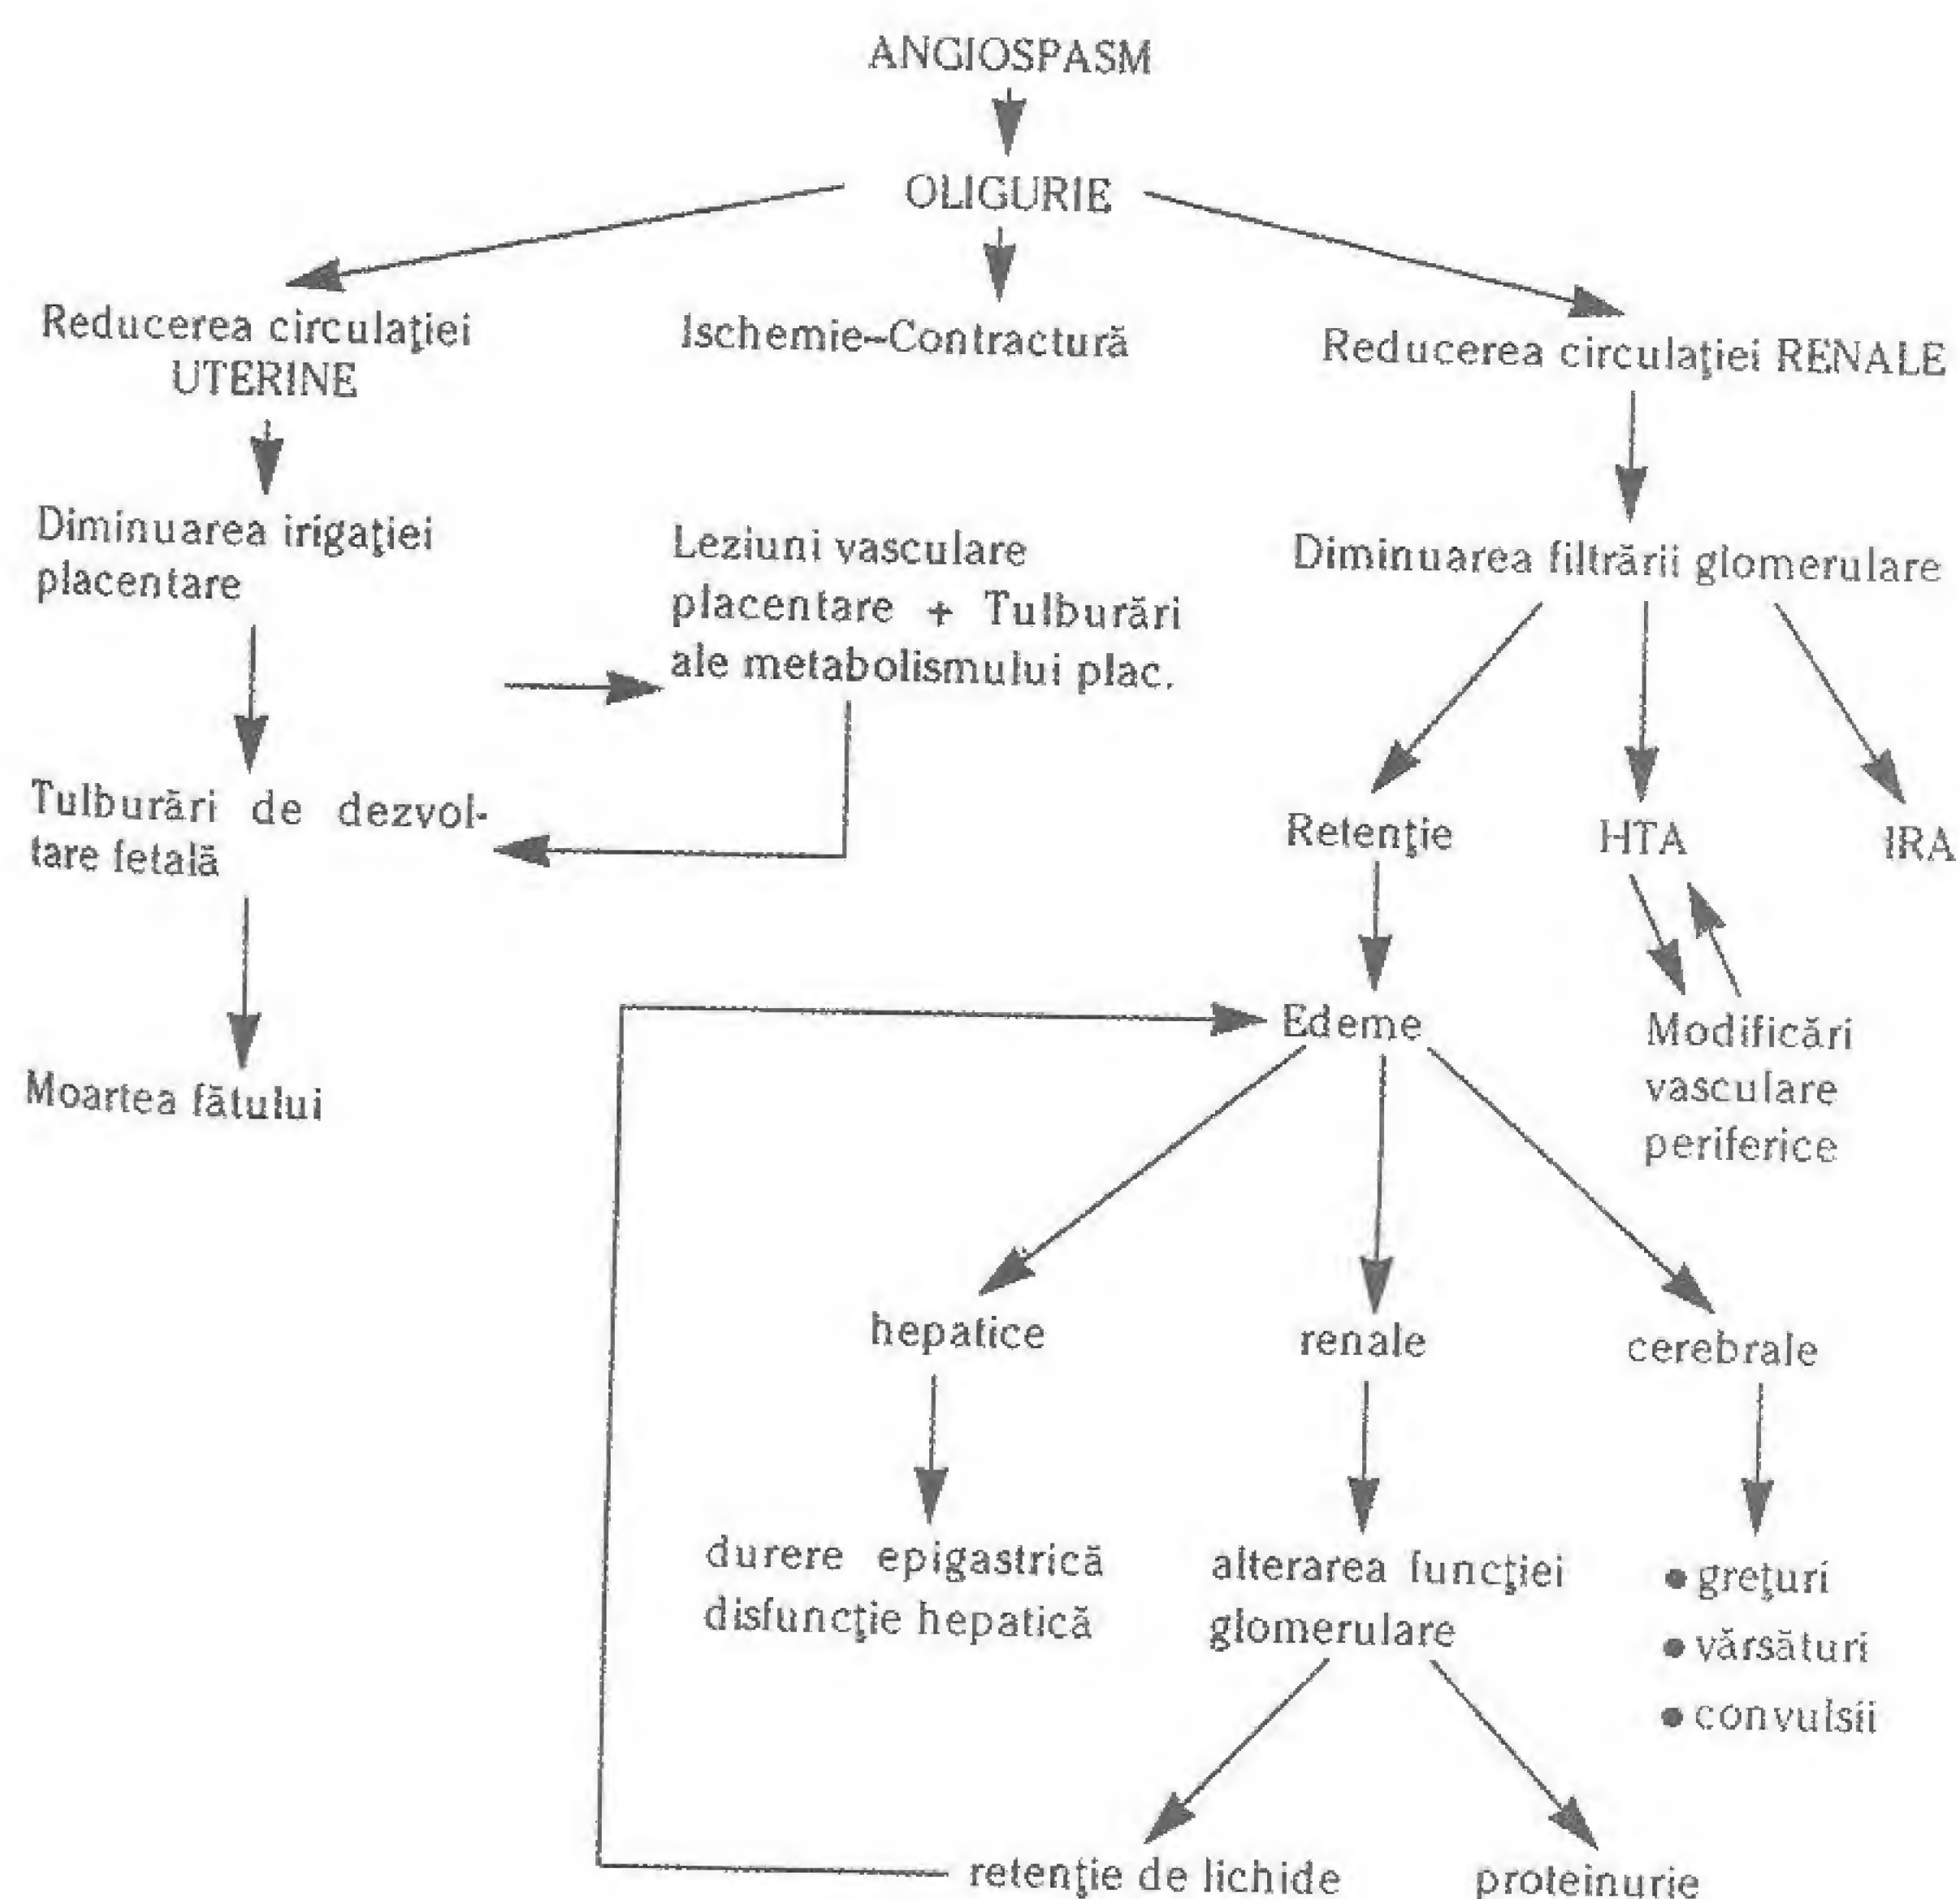 ANGIOSPASM
OLIGURIE
Reducerea circulaţiei
UTERINE
Ischemie-Contractură
Reducerea circulaţiei RENALE
Diminuarea irigaţiei
placentare
Leziuni vasculare
placentare + Tulburări
ale metabolismului plac.
Diminuarea filtrării glomerulare
Tulburări de dezvol-
tare fetală
Retenţie
HTA
IRA
Moartea fătului
Edeme
Modificări
vasculare
periferice
hepatice
renale
cerebrale
durere epigastrică
disfuncţie hepatică
alterarea funcţiei
glomerulare
• greţuri
• vărsături
• convulsii
retenţie de lichide
proteinurie